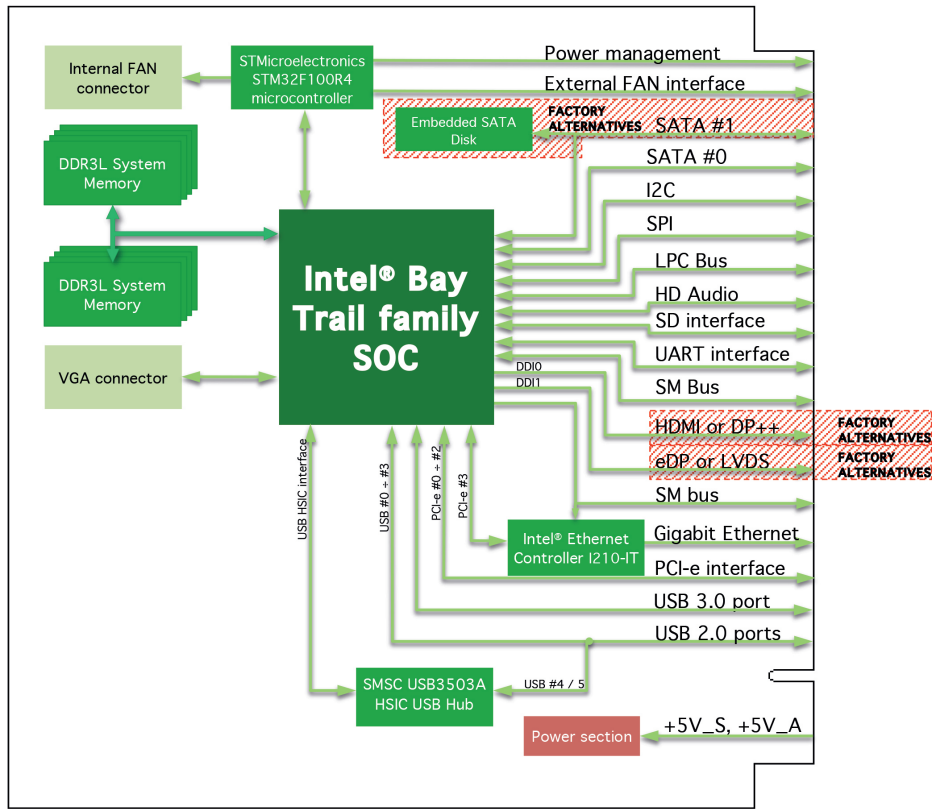 Internal FAN
connector
STMicroelectronics
STM32F100R4
microcontroller
Power management
External FAN interface
Embedded SATA
Disk
FACTORY
ALTERNATIVES
SATA #1
SATA #0
I2C
SPI
LPC Bus
HD Audio
SD interface
UART interface
SM Bus
DDR3L System
Memory
DDR3L System
Memory
VGA connector
Intel® Bay
Trail family
SOC
DDI0
DDI1
HDMI or DP++
FACTORY
ALTERNATIVES
eDP or LVDS
FACTORY
ALTERNATIVES
SM bus
USB HSIC interface
USB #0 ÷ #3
PCI-e #0 ÷ #2
PCI-e #3
Intel® Ethernet
Controller I210-IT
Gigabit Ethernet
PCI-e interface
USB 3.0 port
USB 2.0 ports
SMSC USB3503A
HSIC USB Hub
USB #4 / 5
Power section
+5V_S, +5V_A